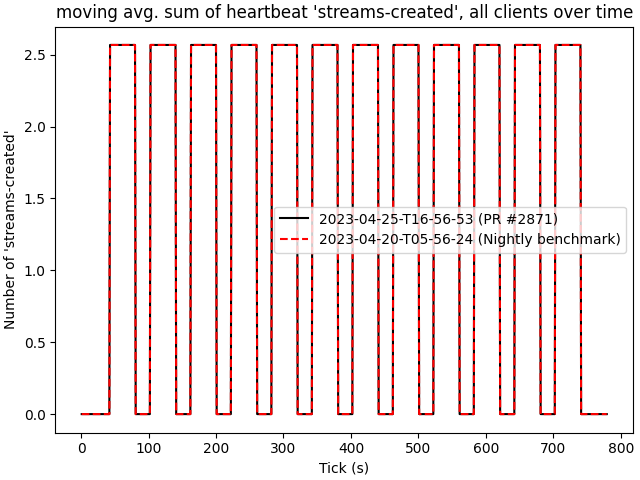 moving avg. sum of heartbeat 'streams-created', all clients over time
Number of 'streams-created'
2.5
2.0
1.5
1.0
0.5
0.0
2023-04-25-T16-56-53 (PR #2871)
2023-04-20-T05-56-24 (Nightly benchmark)
0 100 200 300 400 500 600 700 800
Tick (s)